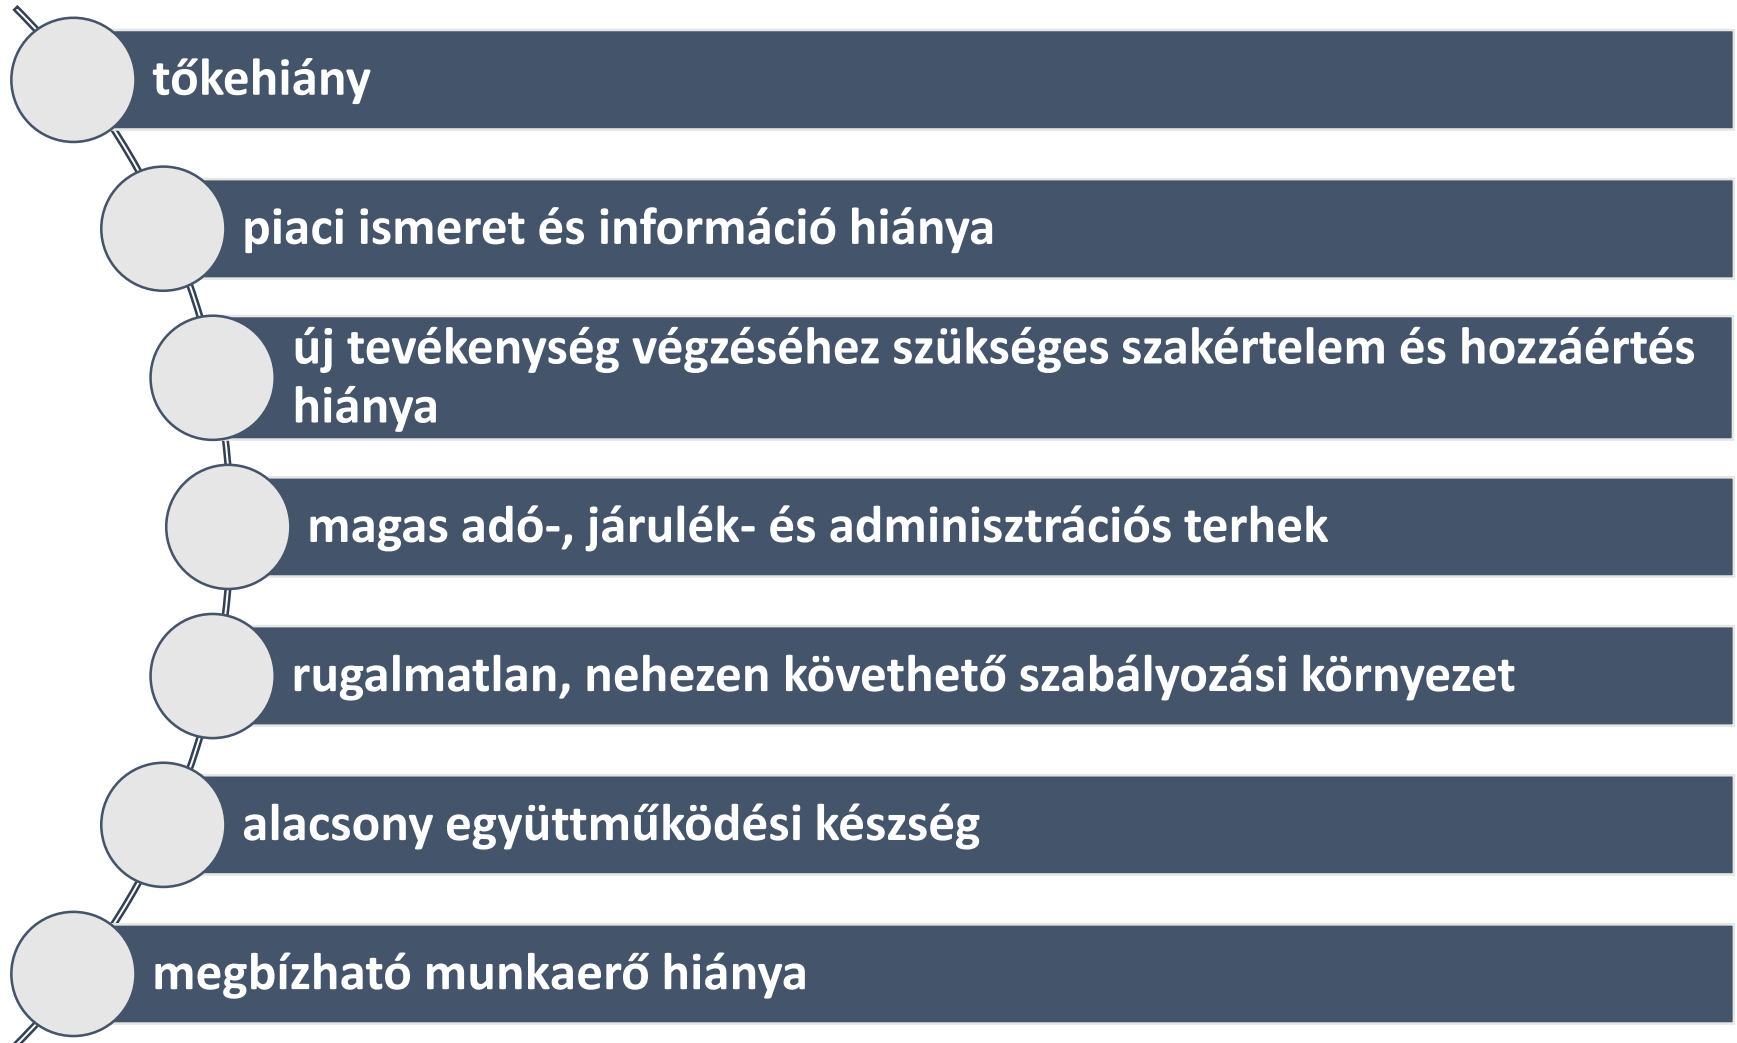 tőkehiány
piaci ismeret és információ hiánya
új tevékenység végzéséhez szükséges szakértelem és hozzáértés
hiánya
magas adó-, járulék- és adminisztrációs terhek
rugalmatlan, nehezen követhető szabályozási környezet
alacsony együttműködési készség
megbízható munkaerő hiánya